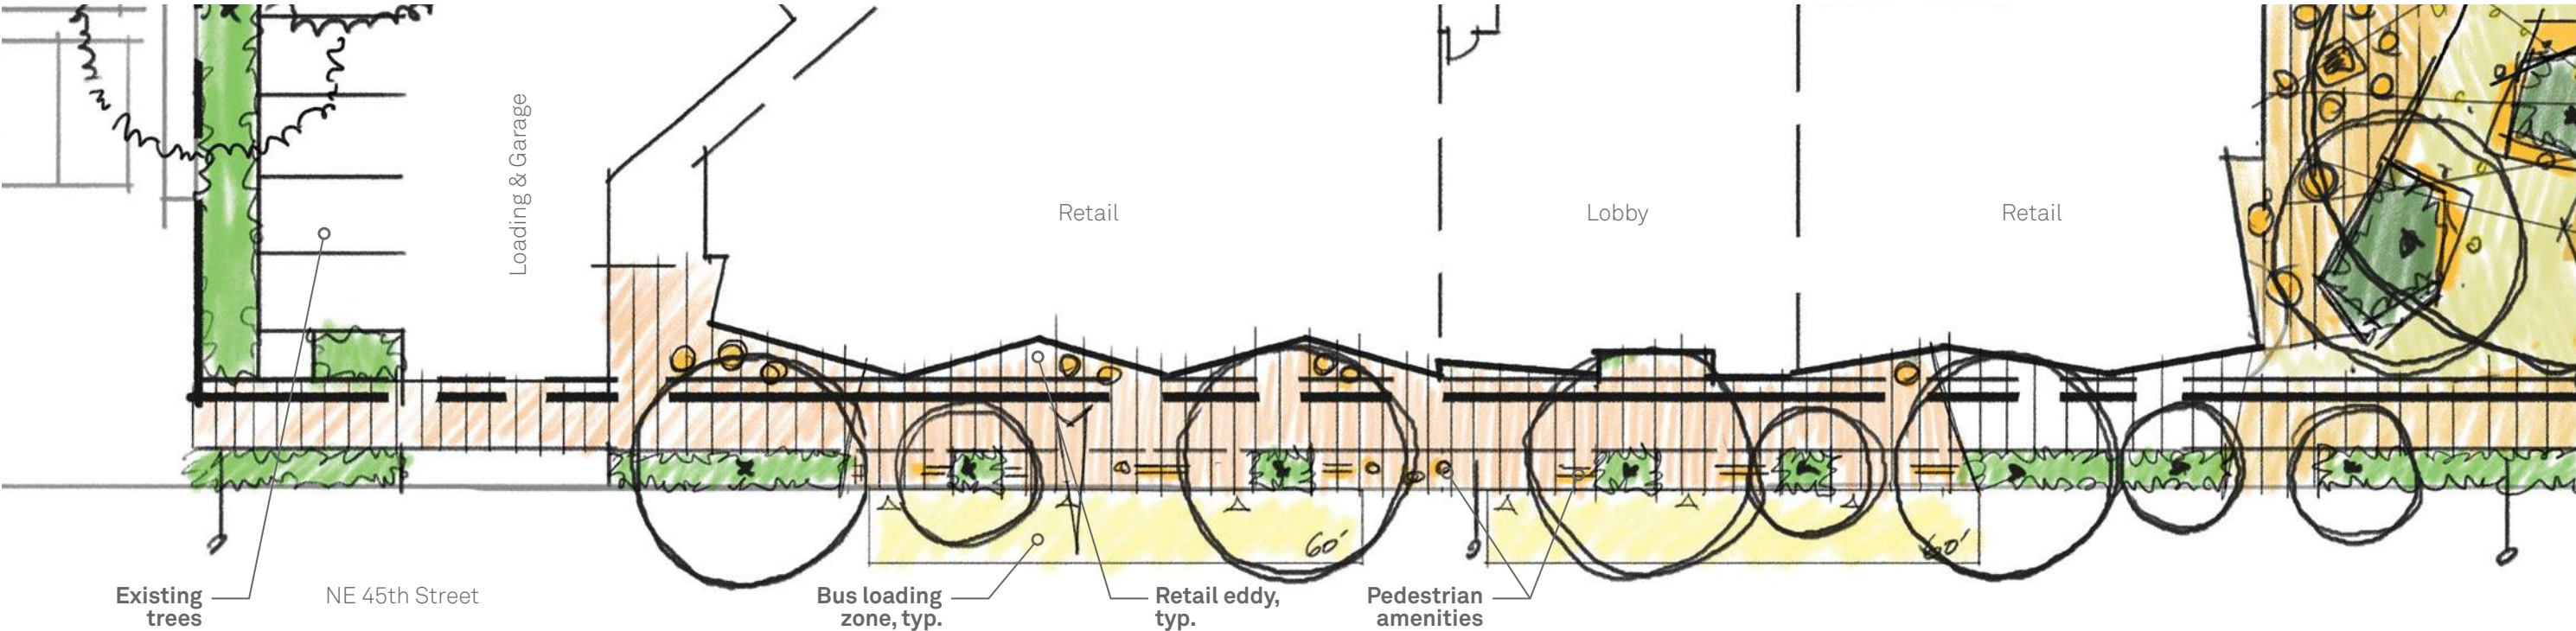 Loading & Garage
Retail
Lobby
Retail
60'
60'
Existing
trees
NE 45th Street
Bus loading
zone, typ.
Retail eddy,
typ.
Pedestrian
amenities